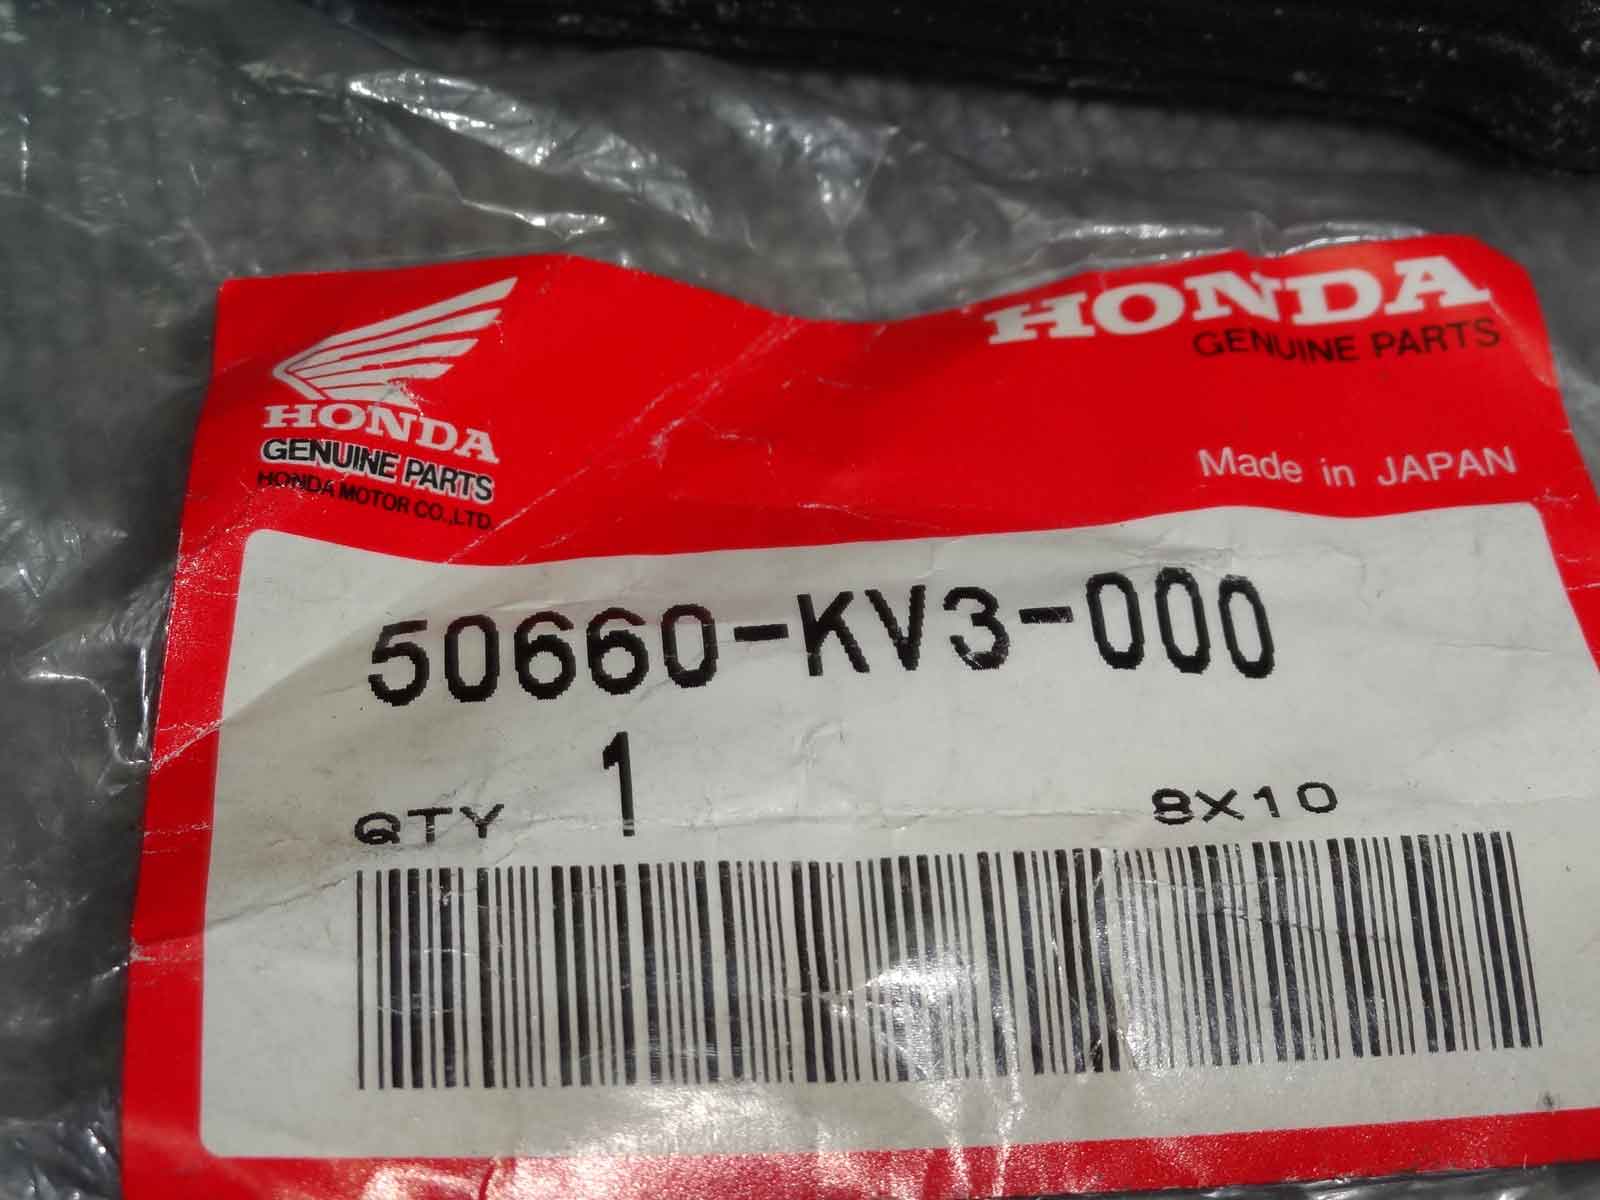 HONDA
GENUINE PARTS
HONDA MOTOR CO.,LTD.
HONDA
GENUINE PARTS
Made in JAPAN
50660-KV3-000
QTY 1
8X10